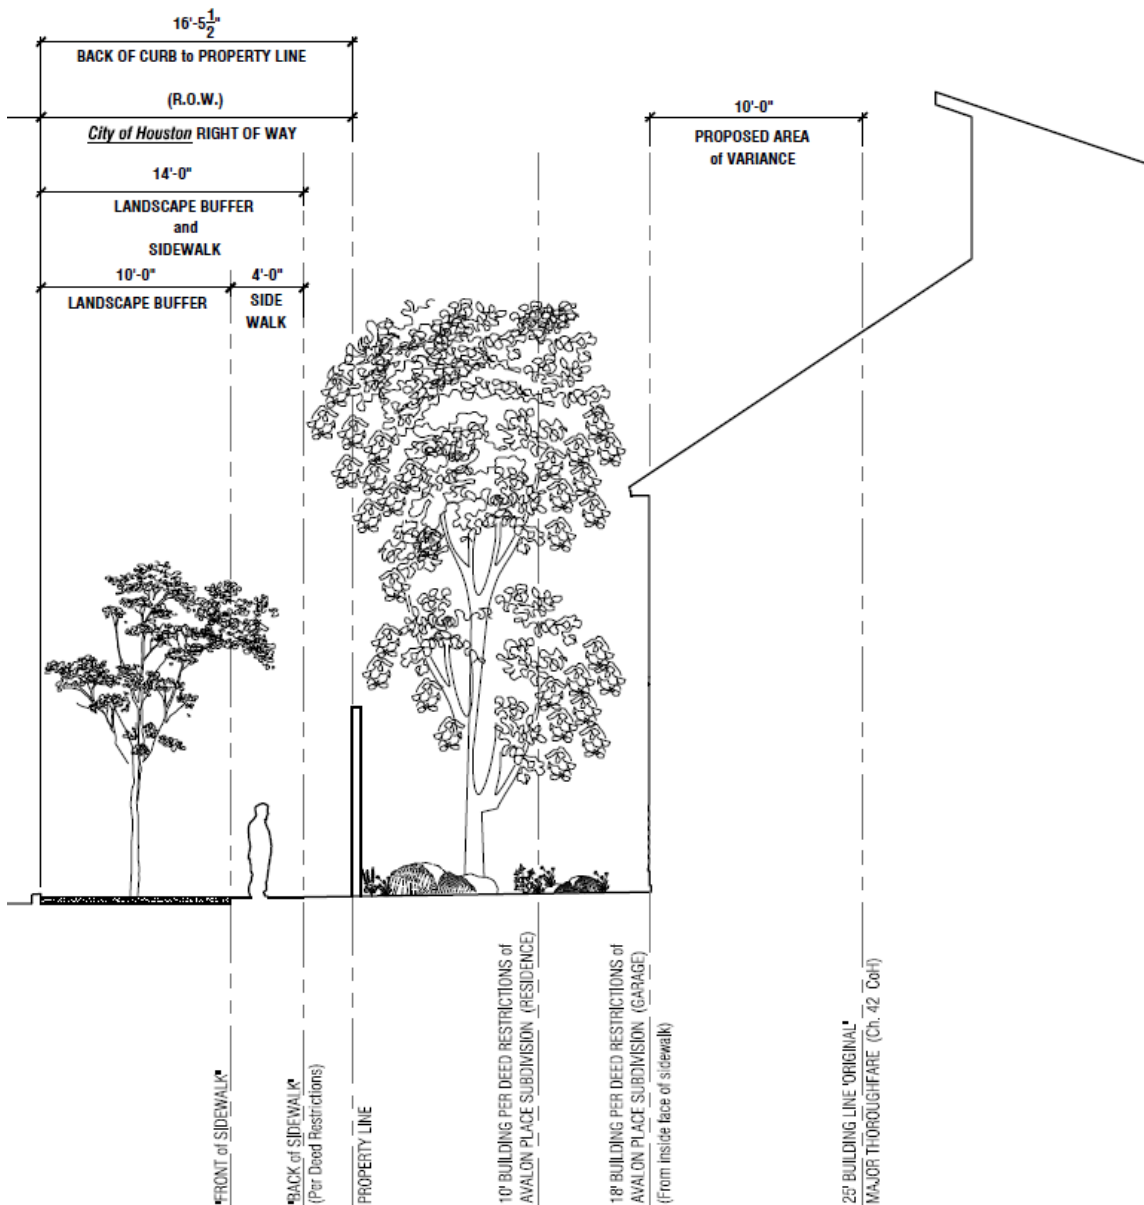 16'-5 1/2"
BACK OF CURB to PROPERTY LINE
(R.O.W.)
City of Houston RIGHT OF WAY
14'-0"
LANDSCAPE BUFFER
and
SIDEWALK
10'-0"
LANDSCAPE BUFFER
4'-0"
SIDE
WALK
10'-0"
PROPOSED AREA
of VARIANCE
"FRONT of SIDEWALK"
"BACK of SIDEWALK"
(Per Deed Restrictions)
PROPERTY LINE
10' BUILDING PER DEED RESTRICTIONS of
AVALON PLACE SUBDIVISION (RESIDENCE)
18' BUILDING PER DEED RESTRICTIONS of
AVALON PLACE SUBDIVISION (GARAGE)
(From inside face of sidewalk)
25' BUILDING LINE "ORIGINAL"
MAJOR THOROUGHFARE (Ch. 42 CoH)